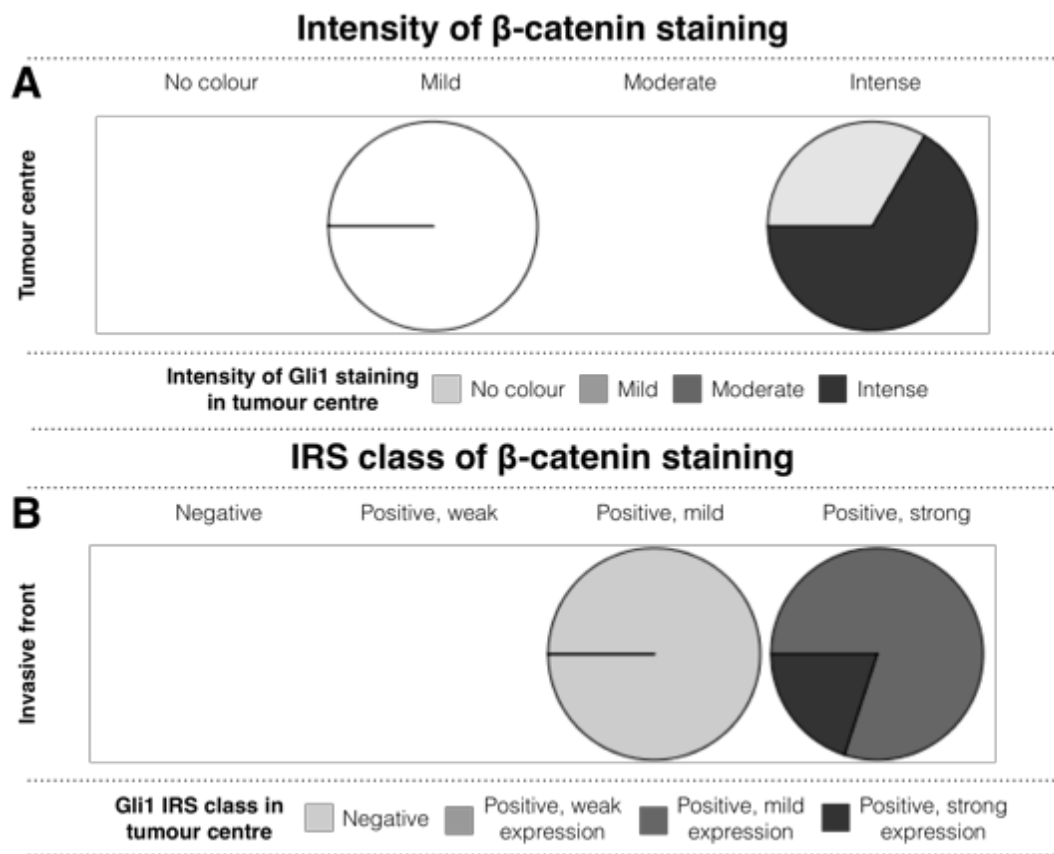 Intensity of β-catenin staining
A
No colour Mild Moderate Intense
Tumour centre
Intensity of Gli1 staining
in tumour centre
No colour Mild Moderate Intense
IRS class of β-catenin staining
B
Negative Positive, weak Positive, mild Positive, strong
Invasive front
Gli1 IRS class in
tumour centre
Negative
Positive, weak
expression
Positive, mild
expression
Positive, strong
expression